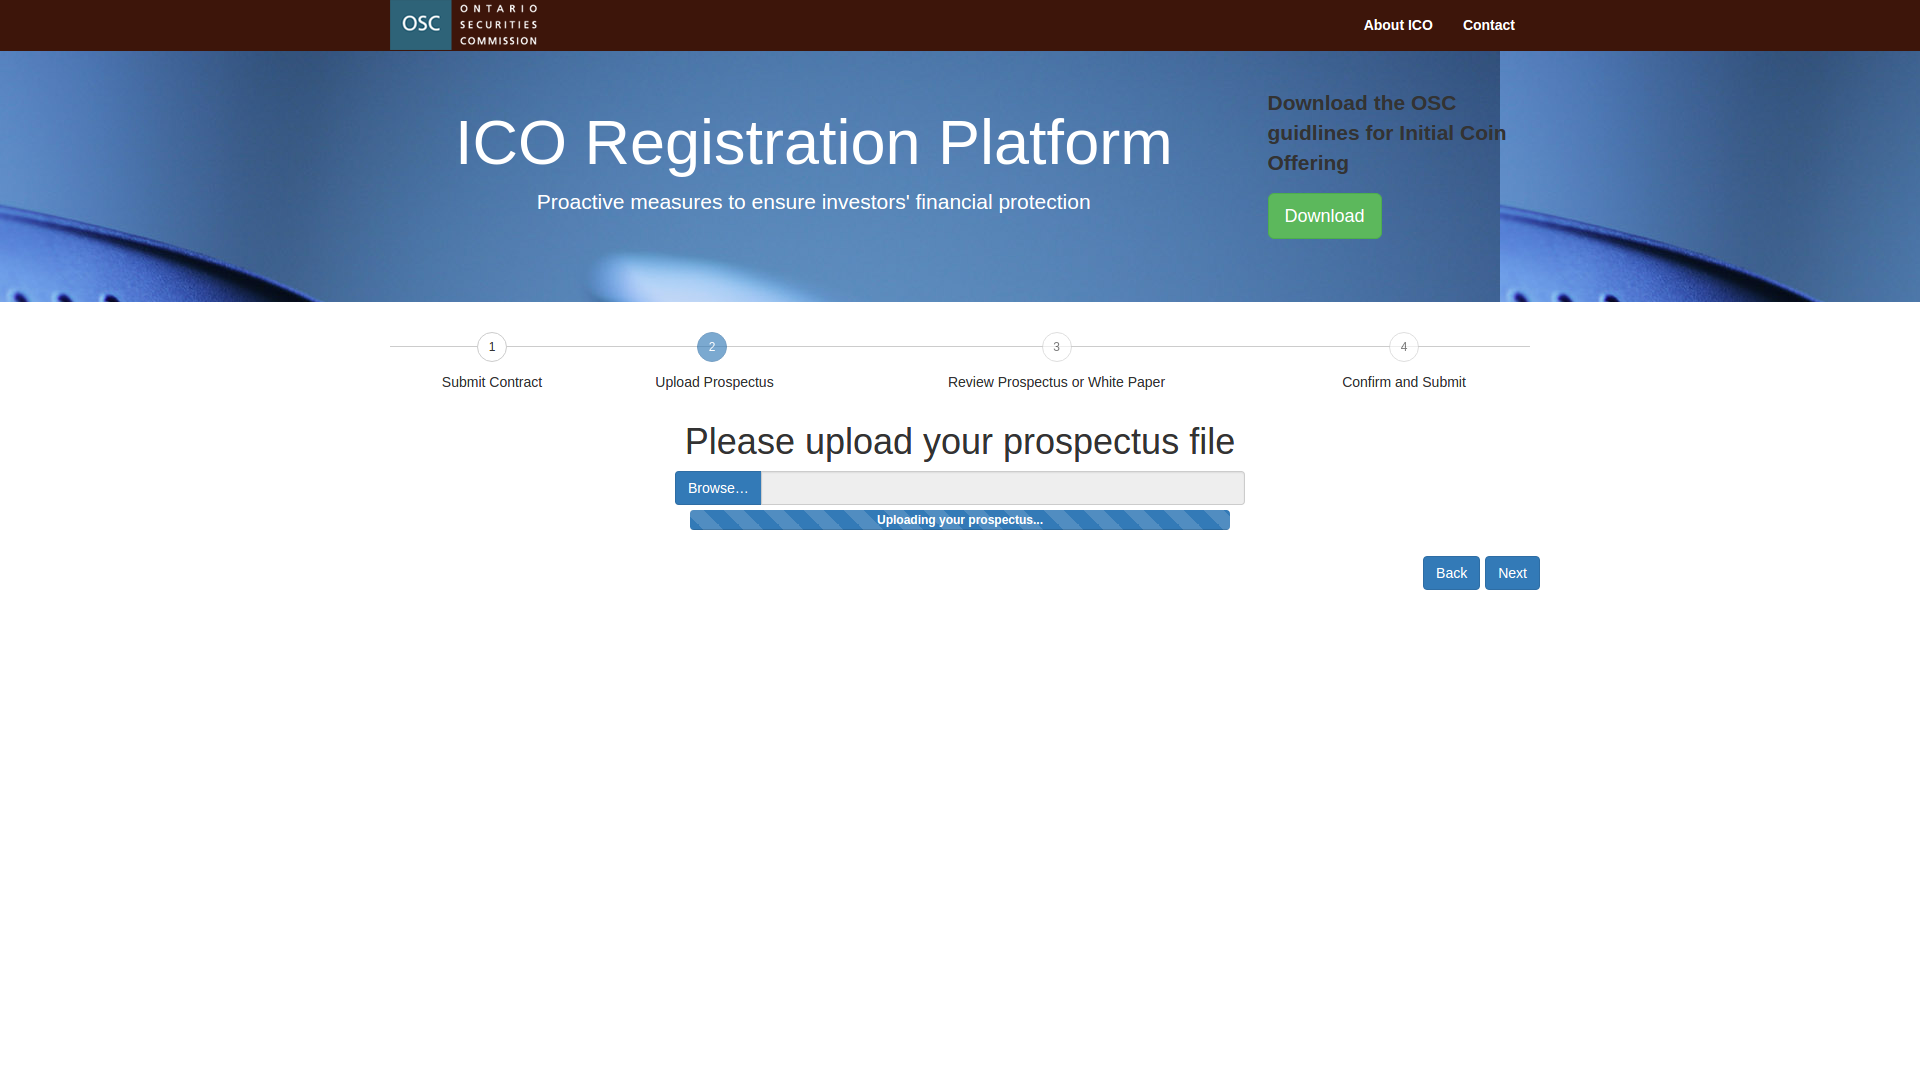 OSC
ONTARIO
SECURITIES
COMMISSION
About ICO
Contact
ICO Registration Platform
Proactive measures to ensure investors' financial protection
Download the OSC
guidlines for Initial Coin
Offering
Download
1
2
3
4
Submit Contract
Upload Prospectus
Review Prospectus or White Paper
Confirm and Submit
Please upload your prospectus file
Browse…
Uploading your prospectus...
Back
Next